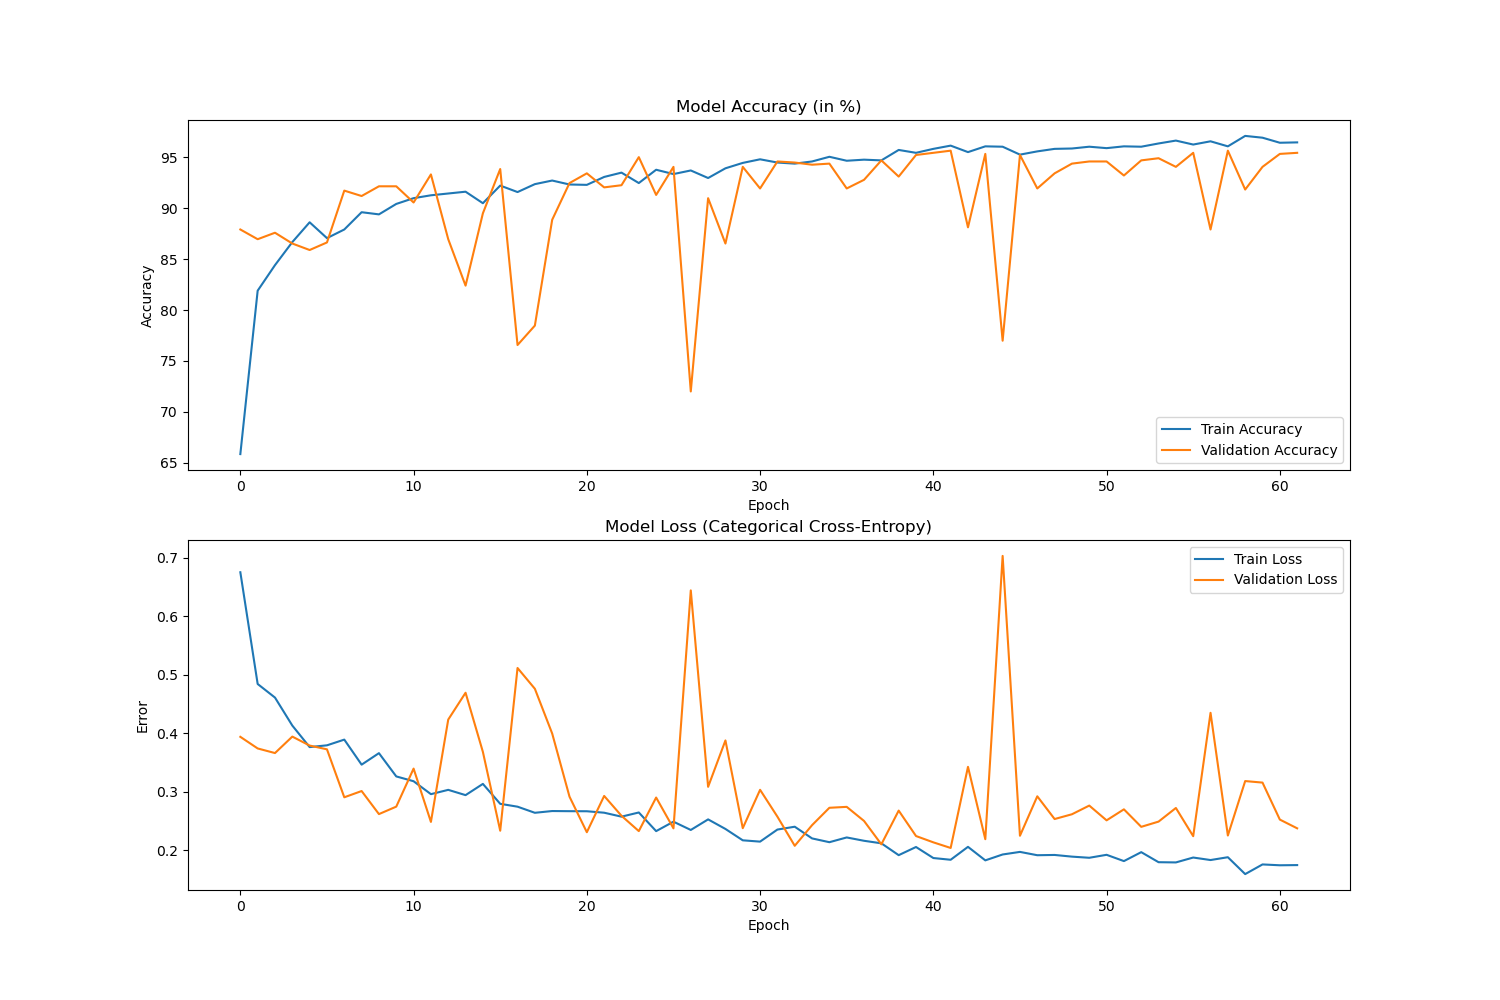 Model Accuracy (in %)
95
90
85
80
75
70
65
Accuracy
Train Accuracy
Validation Accuracy
0 10 20 30 40 50 60
Epoch
Model Loss (Categorical Cross-Entropy)
0.7
0.6
0.5
0.4
0.3
0.2
Error
Train Loss
Validation Loss
0 10 20 30 40 50 60
Epoch